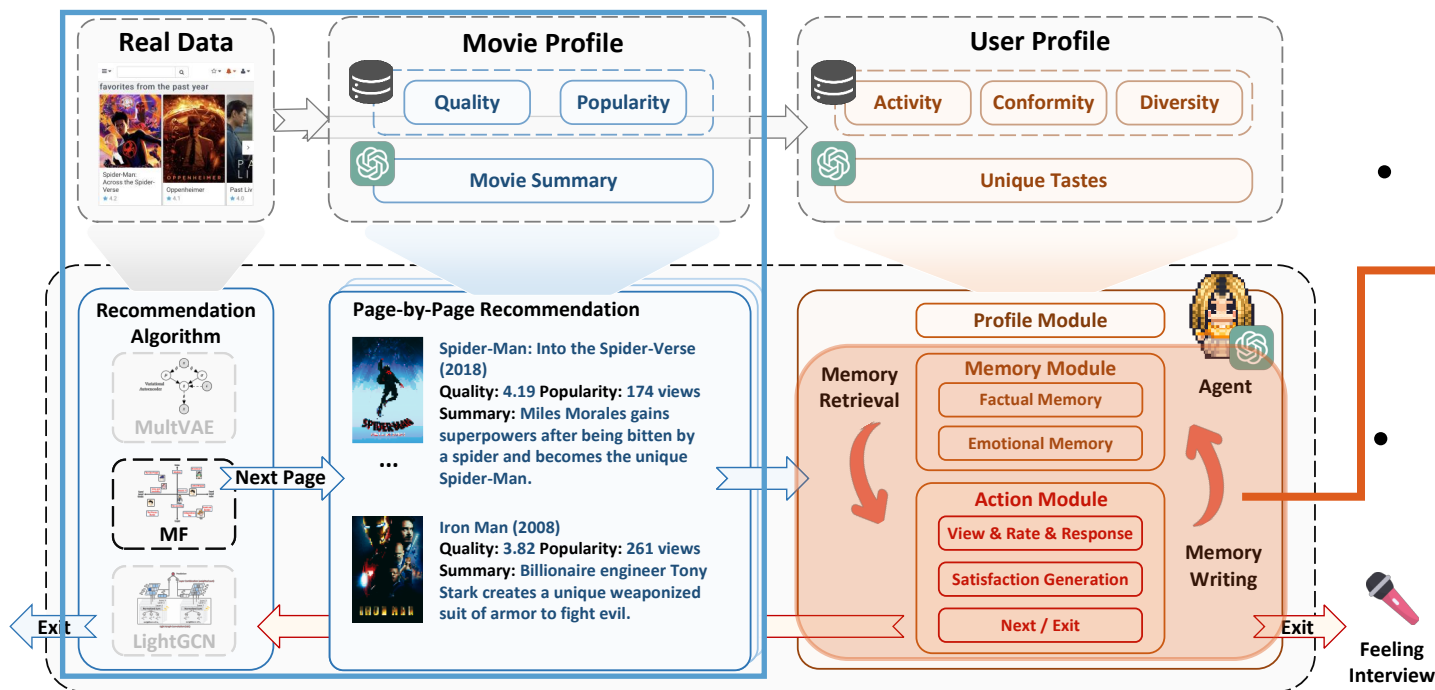 Real Data
favorites from the past year
Spider-Man:
Across the Spider-
Verse
4.2
Oppenheimer
4.1
Past Liv
4.0
OPPENHEIMER
Movie Profile
Quality
Popularity
Movie Summary
User Profile
Activity
Conformity
Diversity
Unique Tastes
Recommendation
Algorithm
MultVAE
MF
LightGCN
Next Page
Exit
Page-by-Page Recommendation
Spider-Man: Into the Spider-Verse
(2018)
Quality: 4.19 Popularity: 174 views
Summary: Miles Morales gains
superpowers after being bitten by
a spider and becomes the unique
Spider-Man.
...
SPIDER-MAN
Iron Man (2008)
Quality: 3.82 Popularity: 261 views
Summary: Billionaire engineer Tony
Stark creates a unique weaponized
suit of armor to fight evil.
IRON MAN
Profile Module
Memory
Retrieval
Memory Module
Factual Memory
Emotional Memory
Agent
Action Module
View & Rate & Response
Satisfaction Generation
Next / Exit
Memory
Writing
Exit
Feeling
Interview